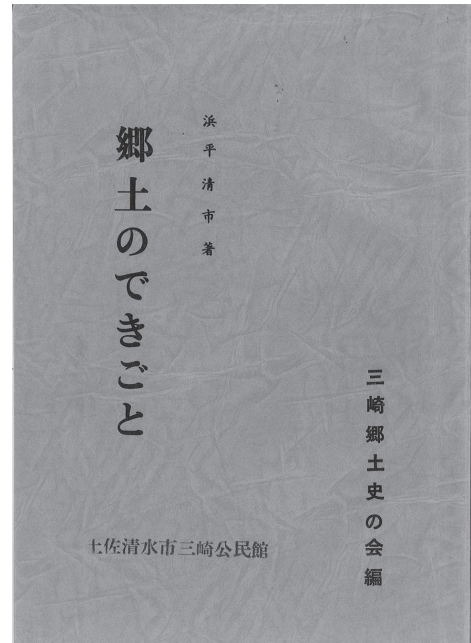 三崎郷土史の会編
浜平清市著
郷土のできごと
土佐清水市三崎公民館